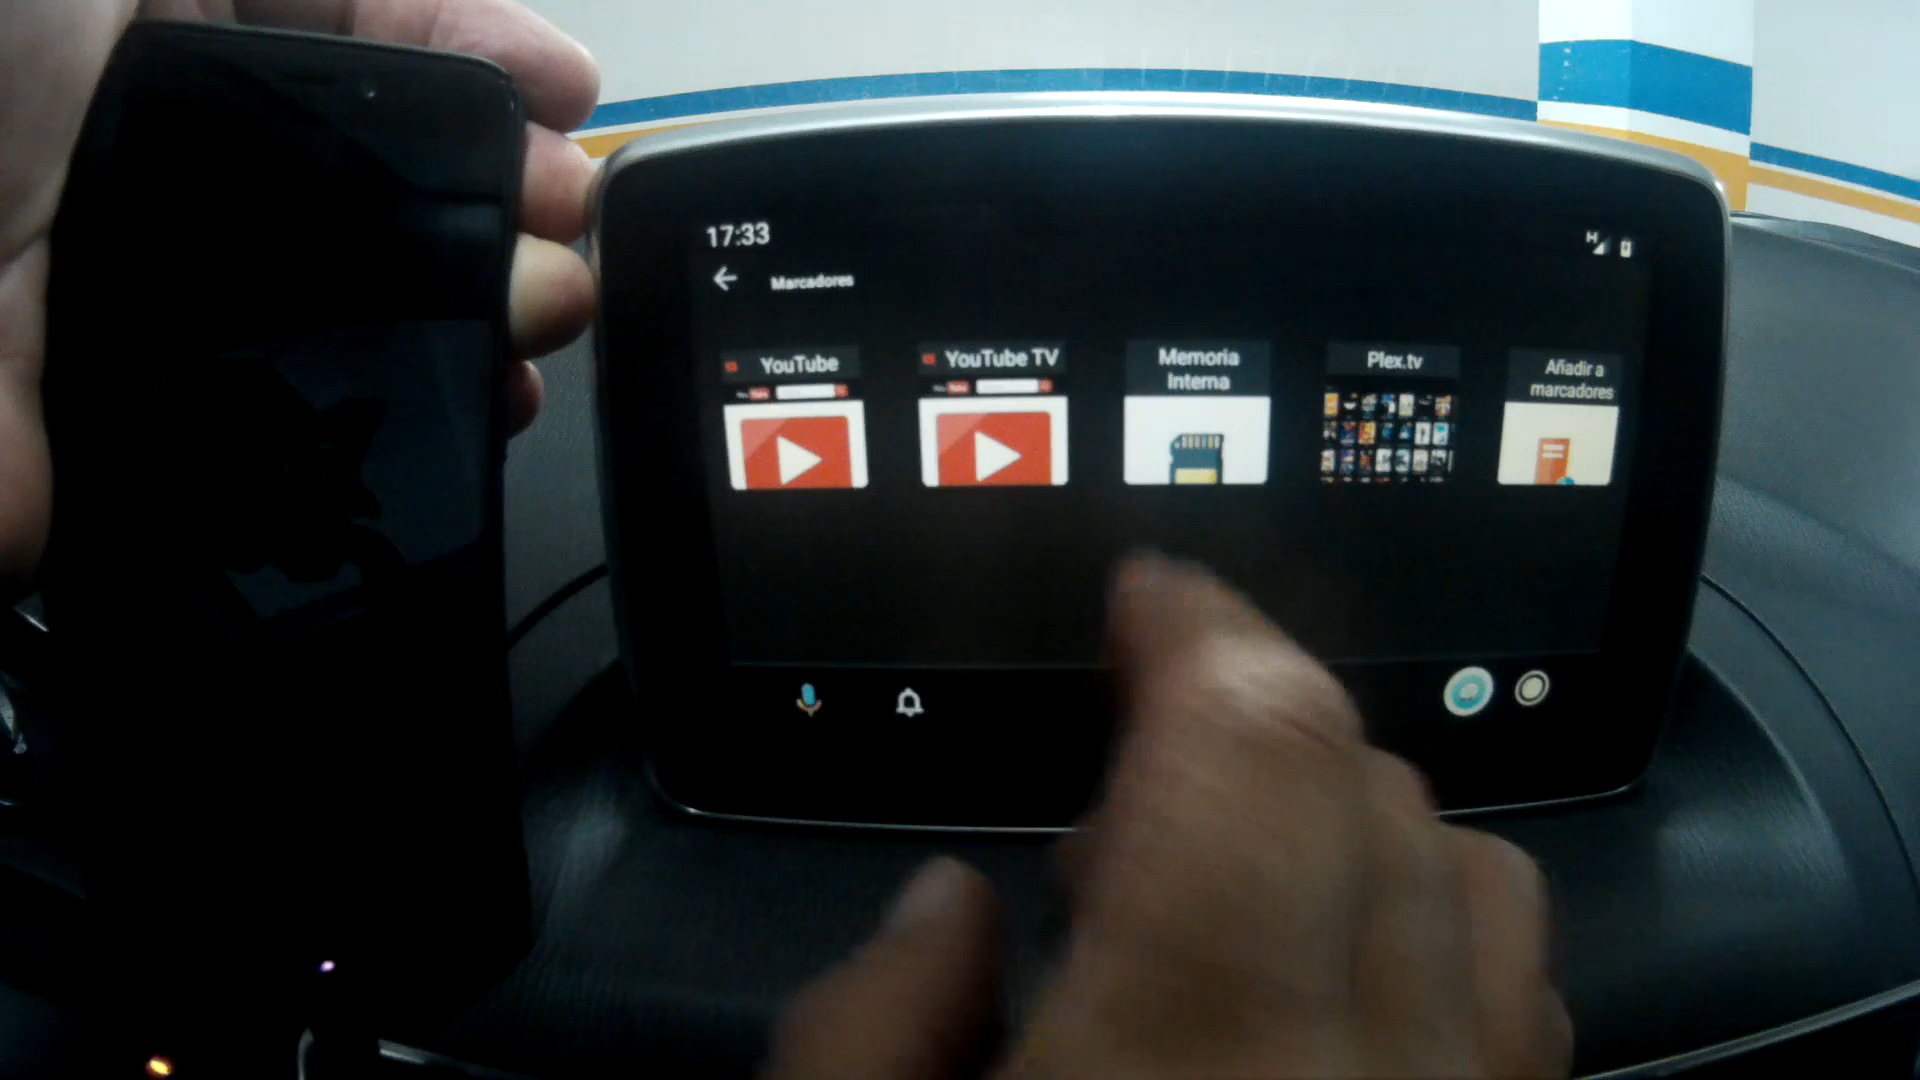 17:33
H
Marcadores
YouTube
YouTube TV
Memoria
Interna
Plex.tv
Añadir a
marcadores